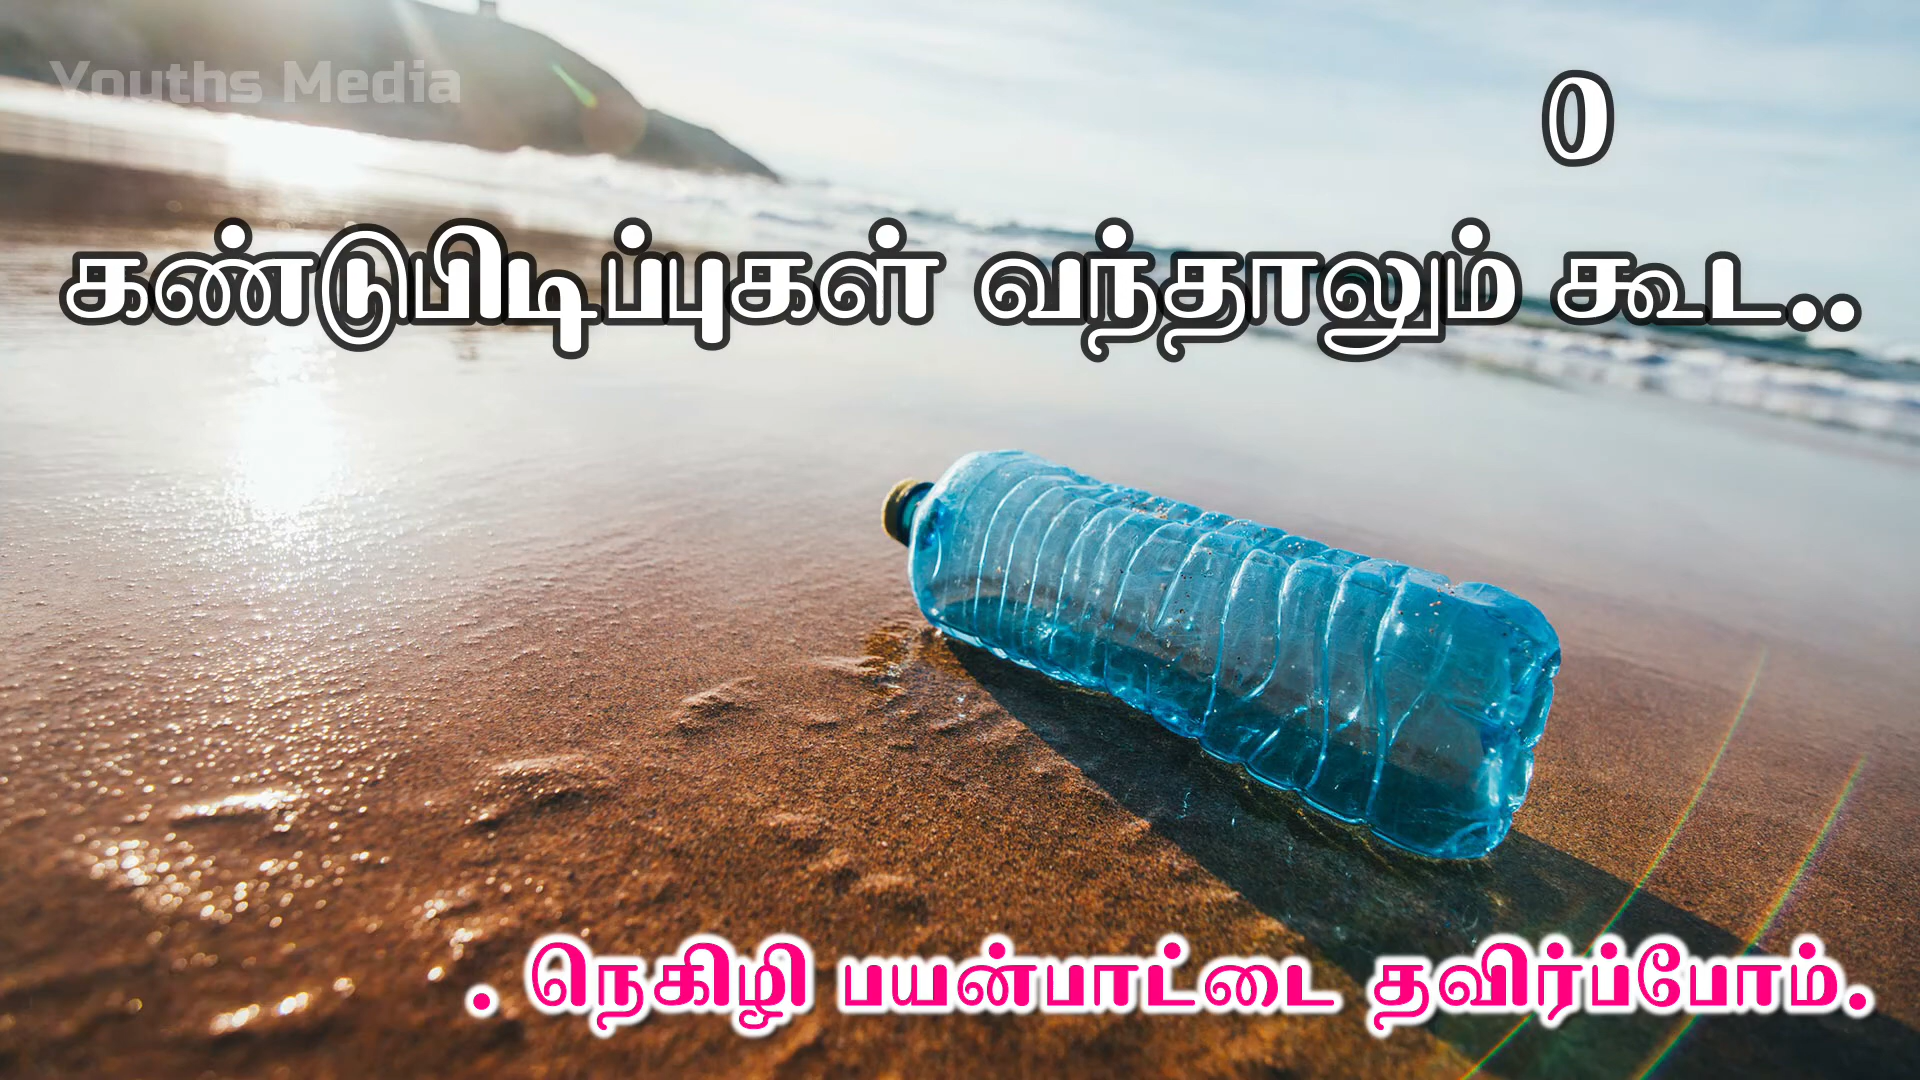 Youths Media
0
கண்டுபிடிப்புகள் வந்தாலும் கூட..
. நெகிழி பயன்பாட்டை தவிர்ப்போம்.